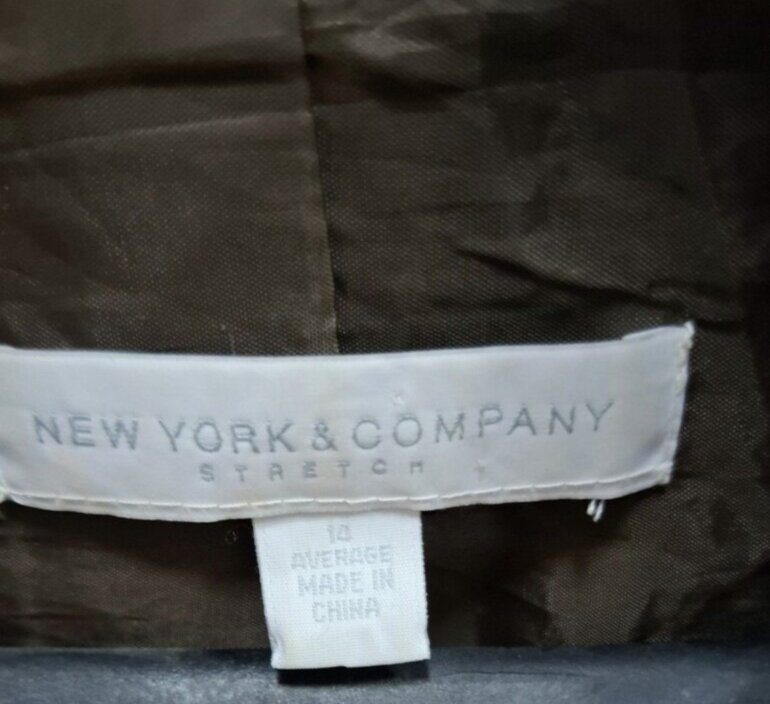 NEW YORK & COMPANY
STRETCH
14
AVERAGE
MADE IN
CHINA